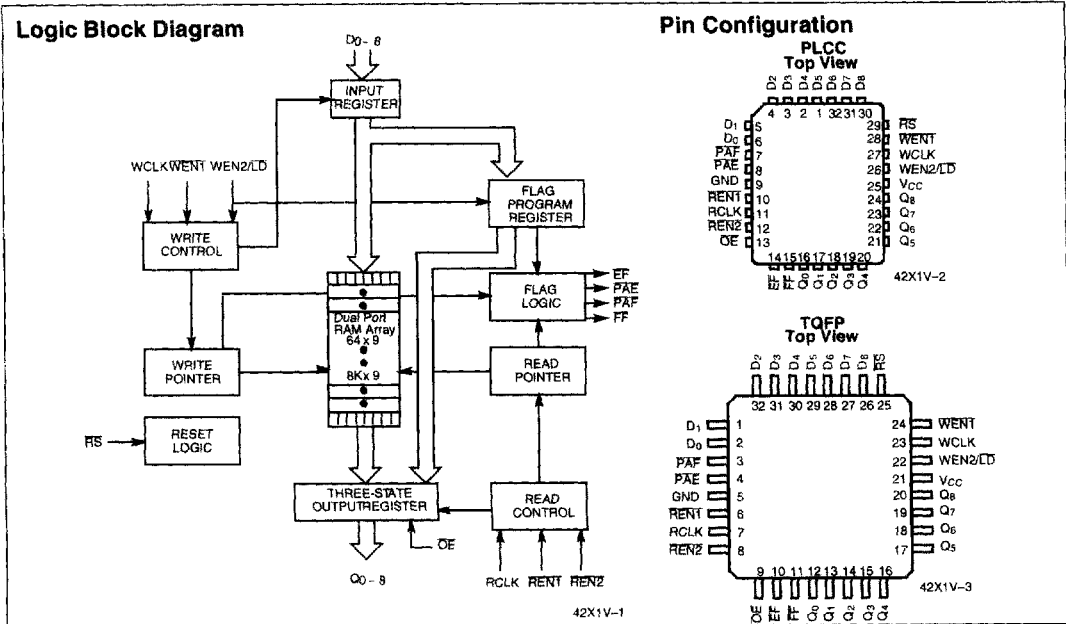 Logic Block Diagram
D0-8
INPUT
REGISTER
WCLK WEN1 WEN2/LD
FLAG
PROGRAM
REGISTER
WRITE
CONTROL
FLAG
LOGIC
EF
PAE
PAF
FF
Dual Port
RAM Array
64 x 9
8K x 9
WRITE
POINTER
READ
POINTER
RS
RESET
LOGIC
THREE-STATE
OUTPUTREGISTER
READ
CONTROL
OE
Q0-8
RCLK REN1 REN2
42X1V-1
Pin Configuration
PLCC
Top View
D2 D3 D4 D5 D6 D7 D8
4 3 2 1 32 31 30
D1 5
D0 6
PAF 7
PAE 8
GND 9
REN1 10
RCLK 11
REN2 12
OE 13
29 RS
28 WEN1
27 WCLK
26 WEN2/LD
25 VCC
24 Q8
23 Q7
22 Q6
21 Q5
14 15 16 17 18 19 20
EF FF Q0 Q1 Q2 Q3 Q4
42X1V-2
TQFP
Top View
D2 D3 D4 D5 D6 D7 D8 RS
32 31 30 29 28 27 26 25
D1 1
D0 2
PAF 3
PAE 4
GND 5
REN1 6
RCLK 7
REN2 8
24 WEN1
23 WCLK
22 WEN2/LD
21 VCC
20 Q8
19 Q7
18 Q6
17 Q5
9 10 11 12 13 14 15 16
OE EF FF Q0 Q1 Q2 Q3 Q4
42X1V-3